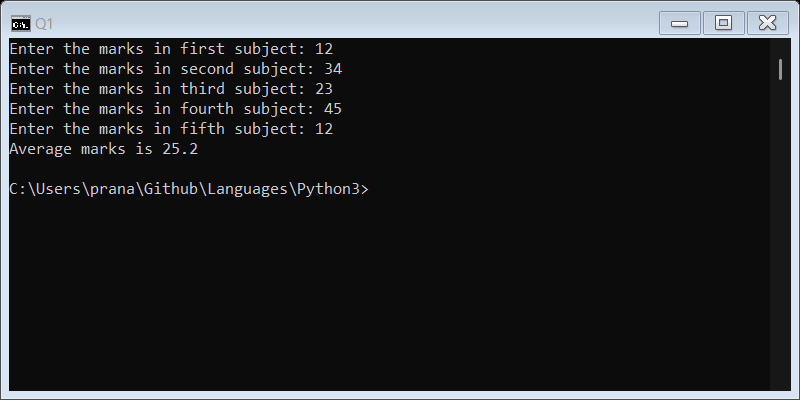 Q1
Enter the marks in first subject: 12
Enter the marks in second subject: 34
Enter the marks in third subject: 23
Enter the marks in fourth subject: 45
Enter the marks in fifth subject: 12
Average marks is 25.2
C:\Users\prana\Github\Languages\Python3>